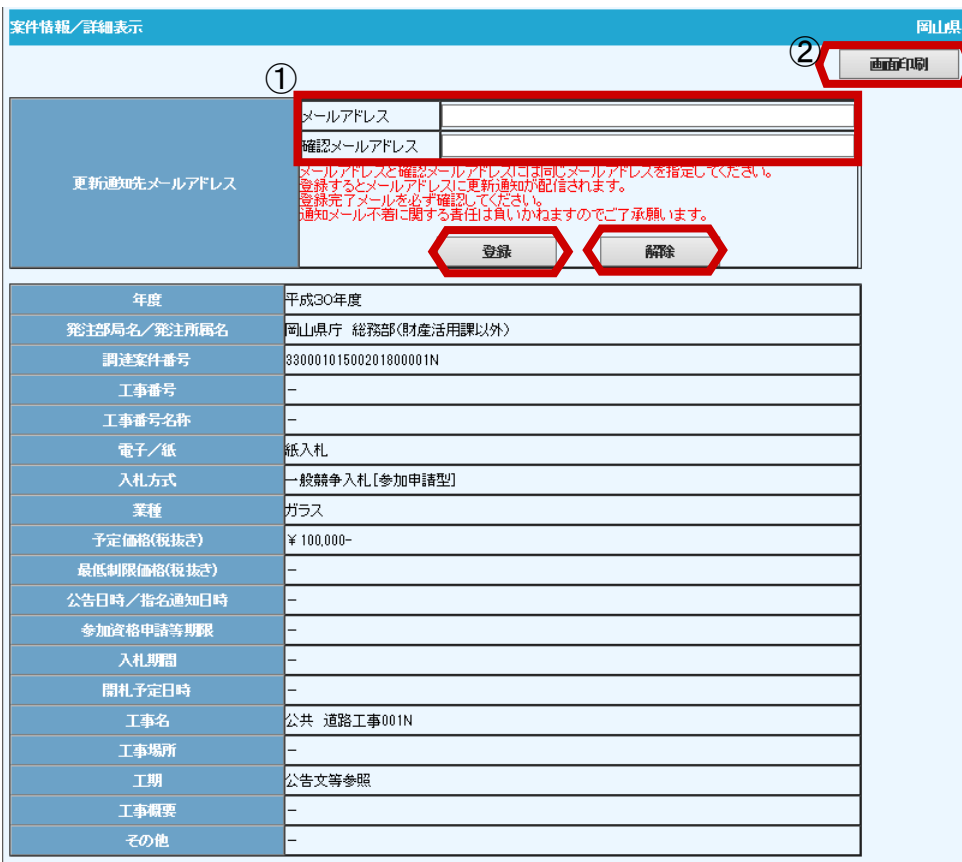 案件情報／詳細表示
岡山県
②
画面印刷
①
更新通知先メールアドレス
メールアドレス
確認メールアドレス
メールアドレスと確認メールアドレスには同じメールアドレスを指定してください。
登録するとメールアドレスに更新通知が配信されます。
登録完了メールを必ず確認してください。
通知メール不着に関する責任は負いかねますのでご了承願います。
登録
解除
年度 平成30年度
発注部局名／発注所属名 岡山県庁 総務部(財産活用課以外)
調達案件番号 33000101500201800001N
工事番号 －
工事番号名称 －
電子／紙 紙入札
入札方式 一般競争入札[参加申請型]
業種 ガラス
予定価格(税抜き) ￥100,000-
最低制限価格(税抜き) －
公告日時／指名通知日時 －
参加資格申請等期限 －
入札期間 －
開札予定日時 －
工事名 公共 道路工事001N
工事場所 －
工期 公告文等参照
工事概要 －
その他 －